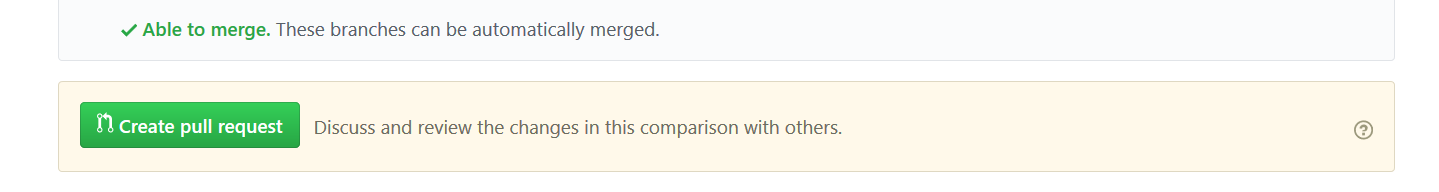 Able to merge. These branches can be automatically merged.
Create pull request Discuss and review the changes in this comparison with others.